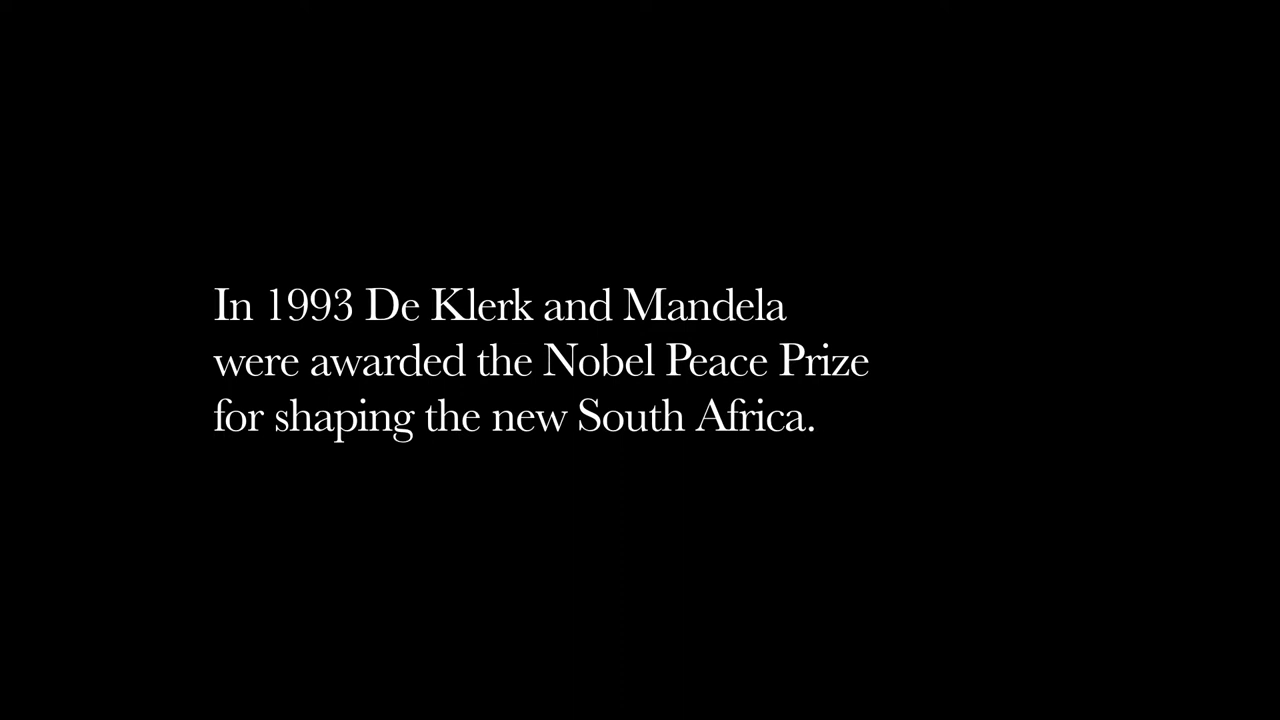 In 1993 De Klerk and Mandela
were awarded the Nobel Peace Prize
for shaping the new South Africa.